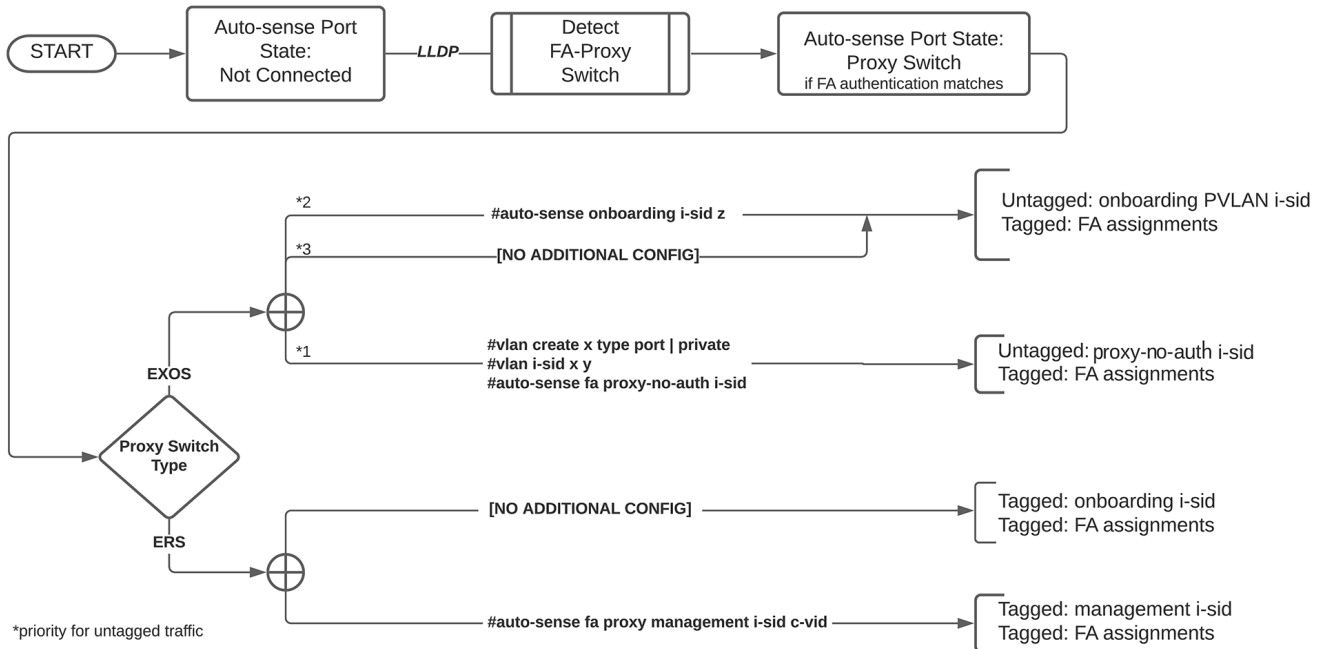 START
Auto-sense Port
State:
Not Connected
LLDP
Detect
FA-Proxy
Switch
Auto-sense Port State:
Proxy Switch
if FA authentication matches
*2
#auto-sense onboarding i-sid z
Untagged: onboarding PVLAN i-sid
Tagged: FA assignments
*3
[NO ADDITIONAL CONFIG]
*1
#vlan create x type port | private
#vlan i-sid x y
#auto-sense fa proxy-no-auth i-sid
Untagged: proxy-no-auth i-sid
Tagged: FA assignments
EXOS
Proxy Switch
Type
ERS
[NO ADDITIONAL CONFIG]
Tagged: onboarding i-sid
Tagged: FA assignments
#auto-sense fa proxy management i-sid c-vid
Tagged: management i-sid
Tagged: FA assignments
*priority for untagged traffic